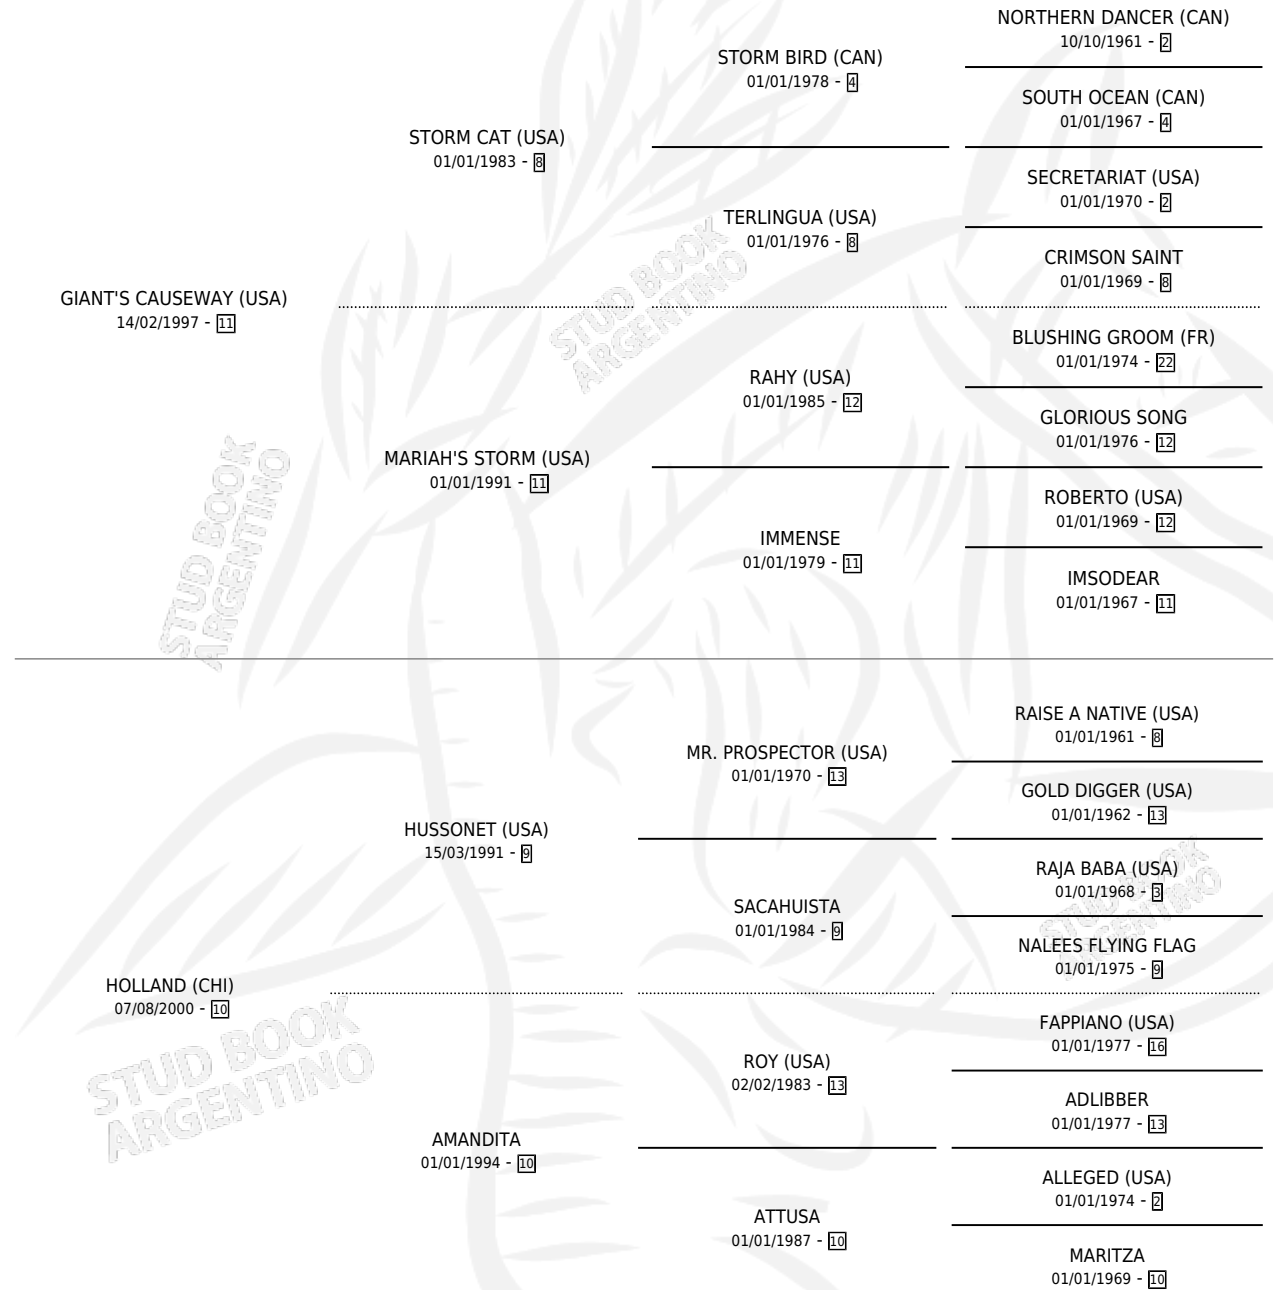 NORTHERN DANCER (CAN)
10/10/1961 - 2
STORM BIRD (CAN)
01/01/1978 - 4
SOUTH OCEAN (CAN)
01/01/1967 - 4
STORM CAT (USA)
01/01/1983 - 8
SECRETARIAT (USA)
01/01/1970 - 2
TERLINGUA (USA)
01/01/1976 - 8
CRIMSON SAINT
01/01/1969 - 8
GIANT'S CAUSEWAY (USA)
14/02/1997 - 11
STUD BOOK
ARGENTINO
BLUSHING GROOM (FR)
01/01/1974 - 22
RAHY (USA)
01/01/1985 - 12
GLORIOUS SONG
01/01/1976 - 12
MARIAH'S STORM (USA)
01/01/1991 - 11
ROBERTO (USA)
01/01/1969 - 12
IMMENSE
01/01/1979 - 11
IMSODEAR
01/01/1967 - 11
STUD BOOK
ARGENTINO
RAISE A NATIVE (USA)
01/01/1961 - 8
MR. PROSPECTOR (USA)
01/01/1970 - 13
GOLD DIGGER (USA)
01/01/1962 - 13
HUSSONET (USA)
15/03/1991 - 9
RAJA BABA (USA)
01/01/1968 - 3
SACAHUISTA
01/01/1984 - 9
STUD BOOK
ARGENTINO
NALEES FLYING FLAG
01/01/1975 - 9
HOLLAND (CHI)
07/08/2000 - 10
STUD BOOK
ARGENTINO
FAPPIANO (USA)
01/01/1977 - 16
ROY (USA)
02/02/1983 - 13
ADLIBBER
01/01/1977 - 13
AMANDITA
01/01/1994 - 10
ALLEGED (USA)
01/01/1974 - 2
ATTUSA
01/01/1987 - 10
MARITZA
01/01/1969 - 10